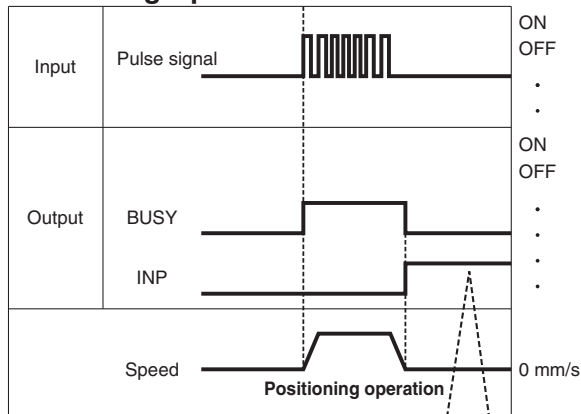 ON
Input Pulse signal OFF
ON
OFF
Output BUSY
INP
Speed 0 mm/s
Positioning operation